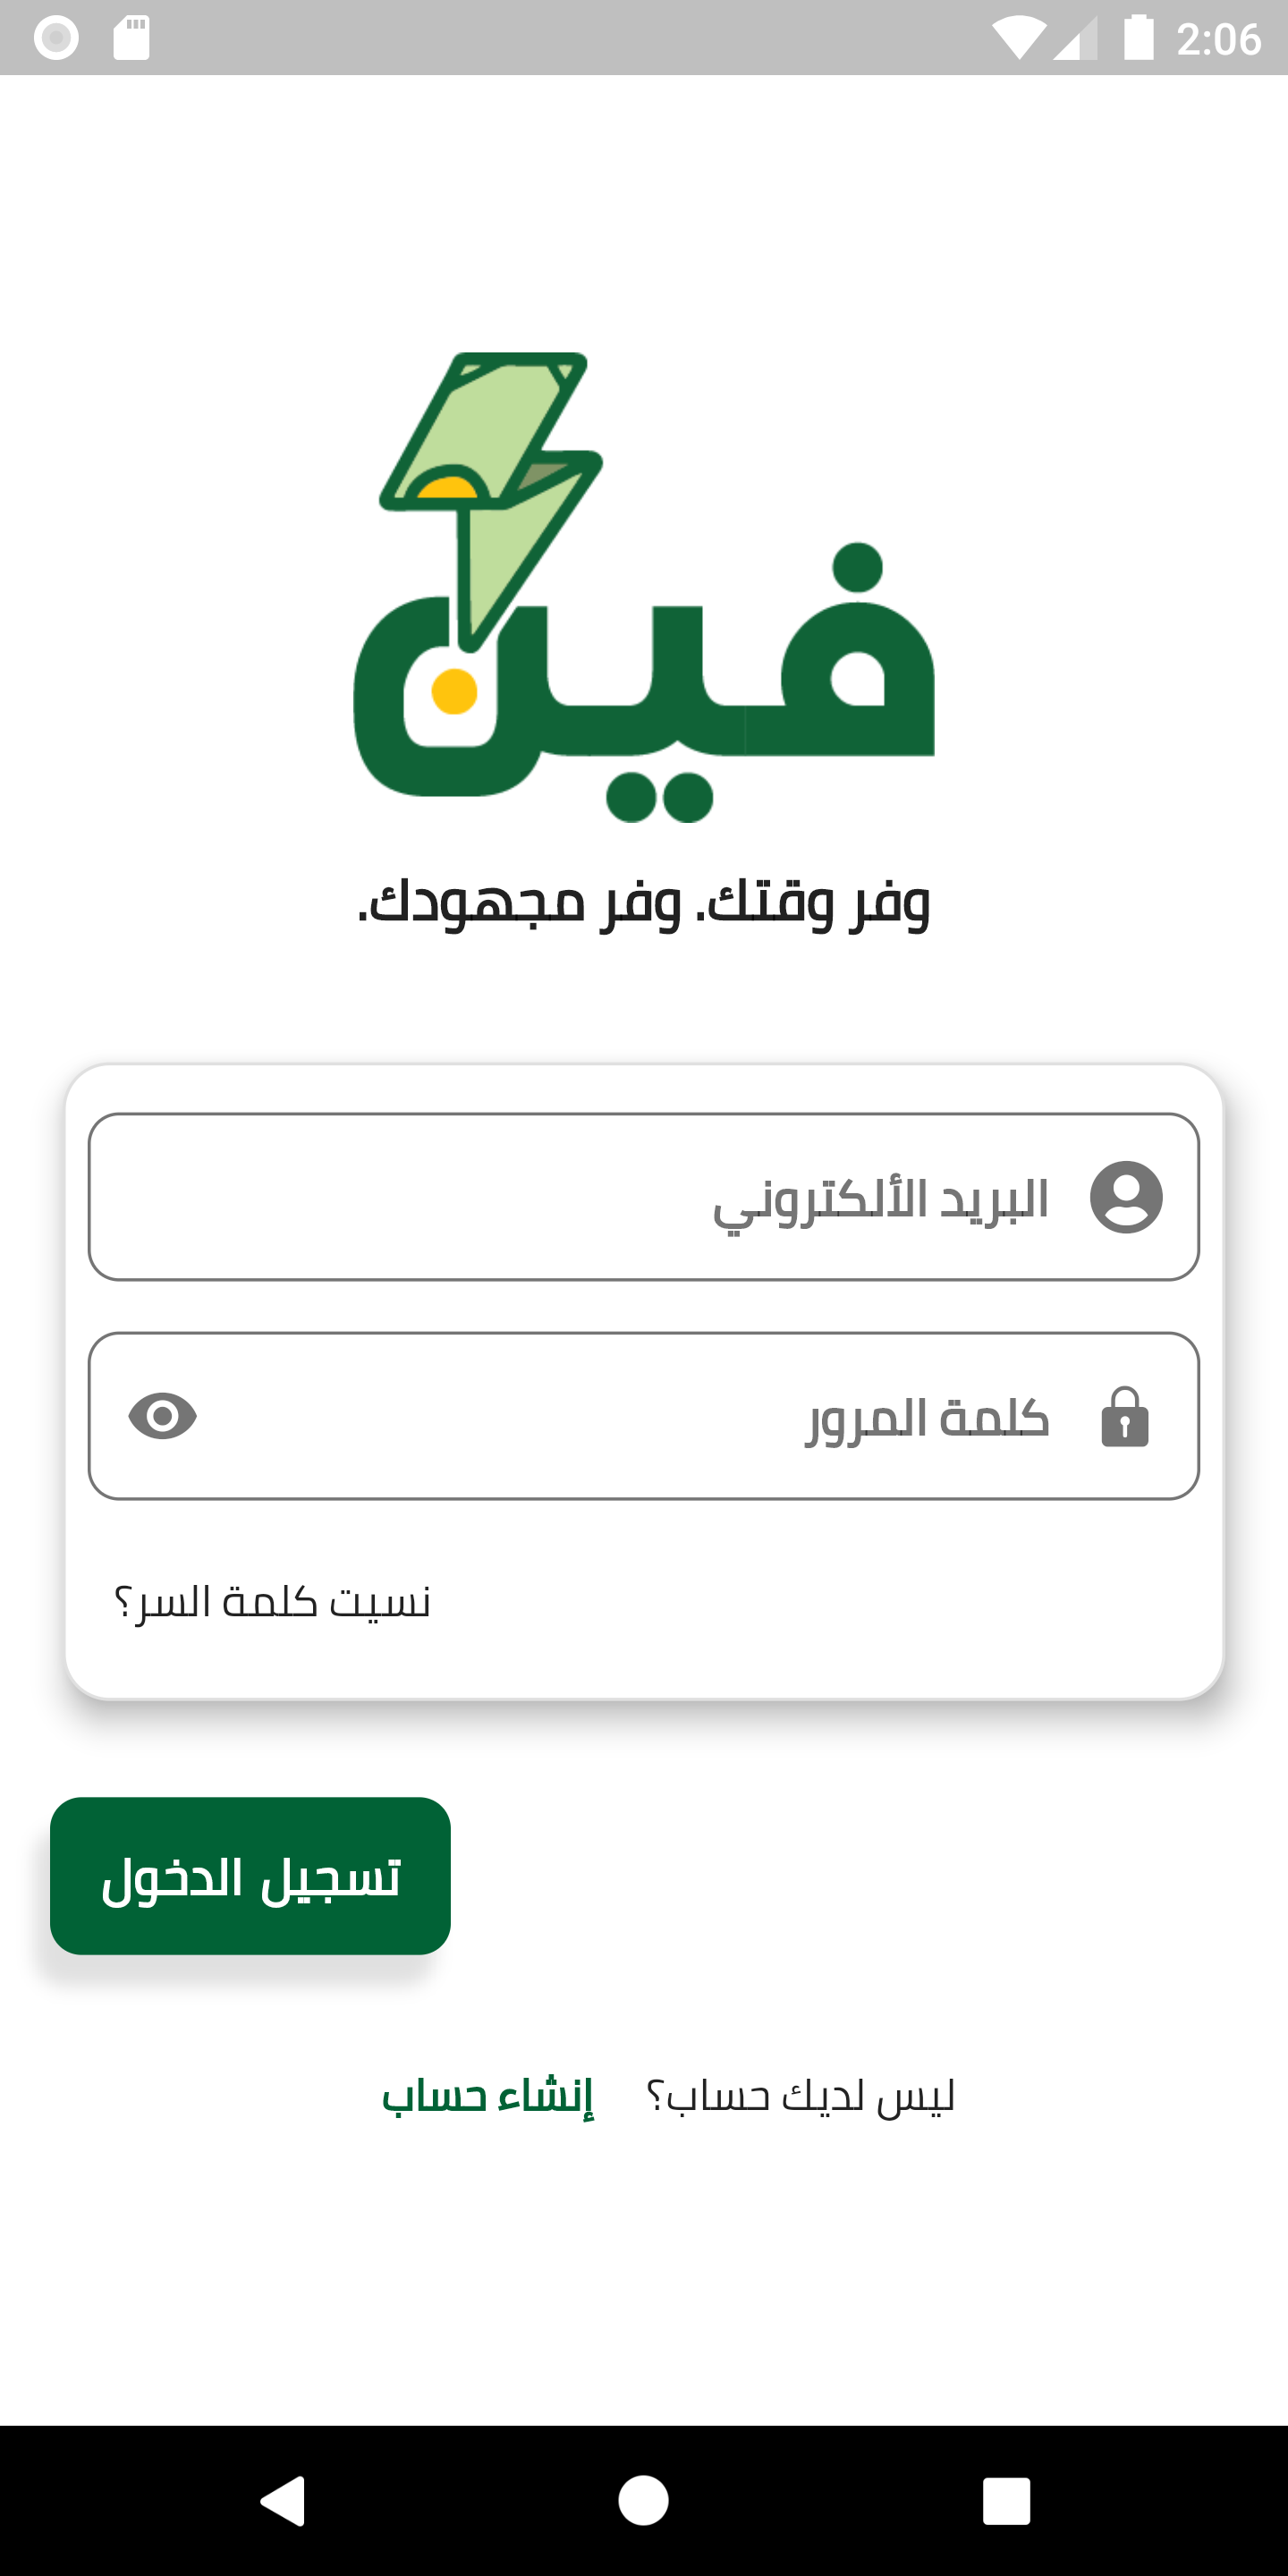 2:06
فين
وفر وقتك. وفر مجهودك.
البريد الألكتروني
كلمة المرور
نسيت كلمة السر؟
تسجيل الدخول
ليس لديك حساب؟ إنشاء حساب